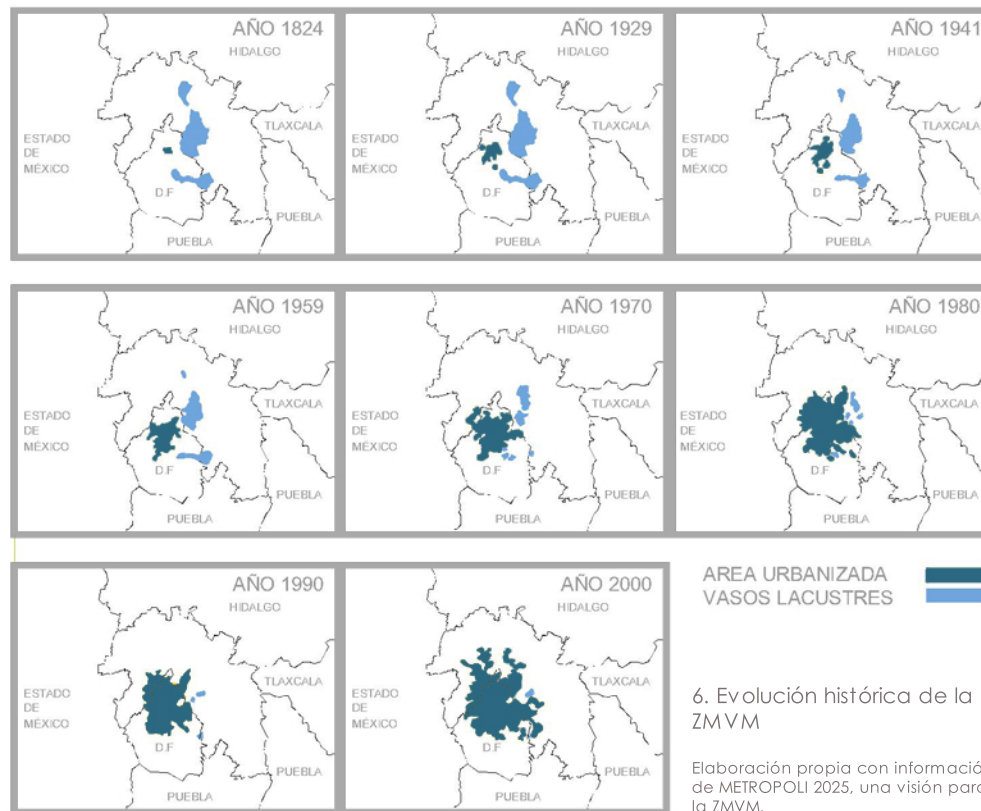 AÑO 1824
HIDALGO
ESTADO
DE
MÉXICO
TLAXCALA
D.F
PUEBLA
PUEBLA
AÑO 1929
HIDALGO
ESTADO
DE
MÉXICO
TLAXCALA
D.F
PUEBLA
PUEBLA
AÑO 1941
HIDALGO
ESTADO
DE
MÉXICO
TLAXCALA
D.F
PUEBLA
PUEBLA
AÑO 1959
HIDALGO
ESTADO
DE
MÉXICO
TLAXCALA
D.F
PUEBLA
PUEBLA
AÑO 1970
HIDALGO
ESTADO
DE
MÉXICO
TLAXCALA
D.F
PUEBLA
PUEBLA
AÑO 1980
HIDALGO
ESTADO
DE
MÉXICO
TLAXCALA
D.F
PUEBLA
PUEBLA
AÑO 1990
HIDALGO
ESTADO
DE
MÉXICO
TLAXCALA
D.F
PUEBLA
PUEBLA
AÑO 2000
HIDALGO
ESTADO
DE
MÉXICO
TLAXCALA
D.F
PUEBLA
PUEBLA
AREA URBANIZADA
VASOS LACUSTRES
6. Evolución histórica de la
ZMVM
Elaboración propia con informació
de METROPOLI 2025, una visión para
la ZMVM.